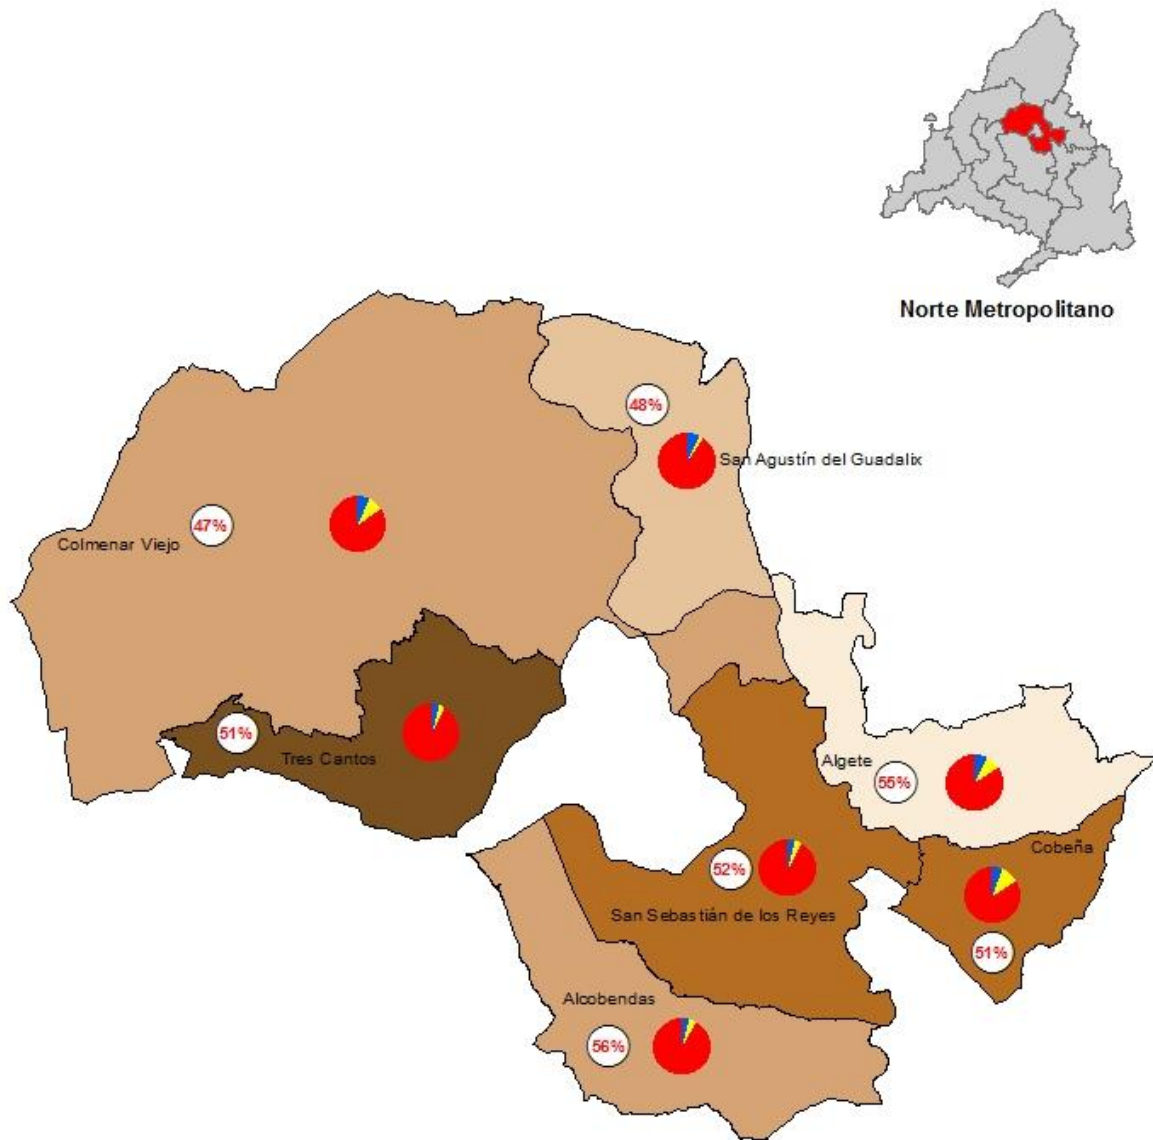 Norte Metropolitano
48%
San Agustín del Guadalix
47%
Colmenar Viejo
51%
Tres Cantos
Algete
55%
Cobeña
52%
San Sebastián de los Reyes
51%
Alcobendas
56%